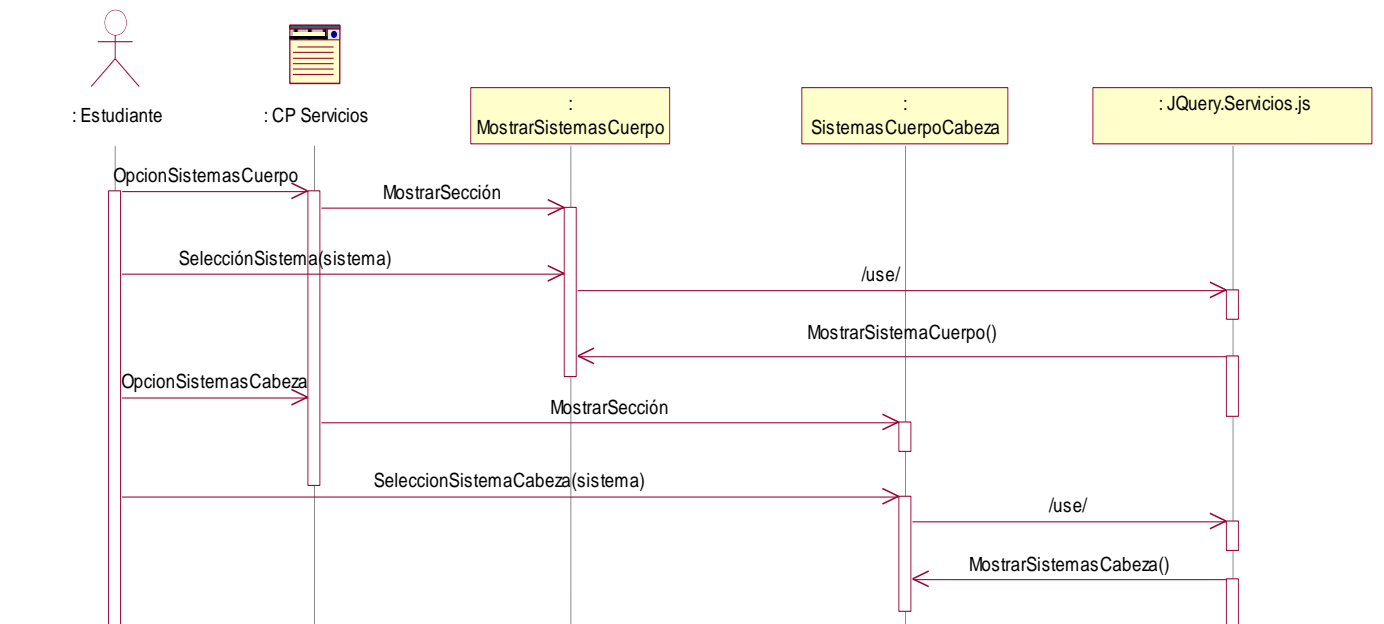 : Estudiante
: CP Servicios
:
MostrarSistemasCuerpo
:
SistemasCuerpoCabeza
: JQuery.Servicios.js
OpcionSistemasCuerpo
MostrarSección
SelecciónSistema(sistema)
/use/
MostrarSistemaCuerpo()
OpcionSistemasCabeza
MostrarSección
SeleccionSistemaCabeza(sistema)
/use/
MostrarSistemasCabeza()